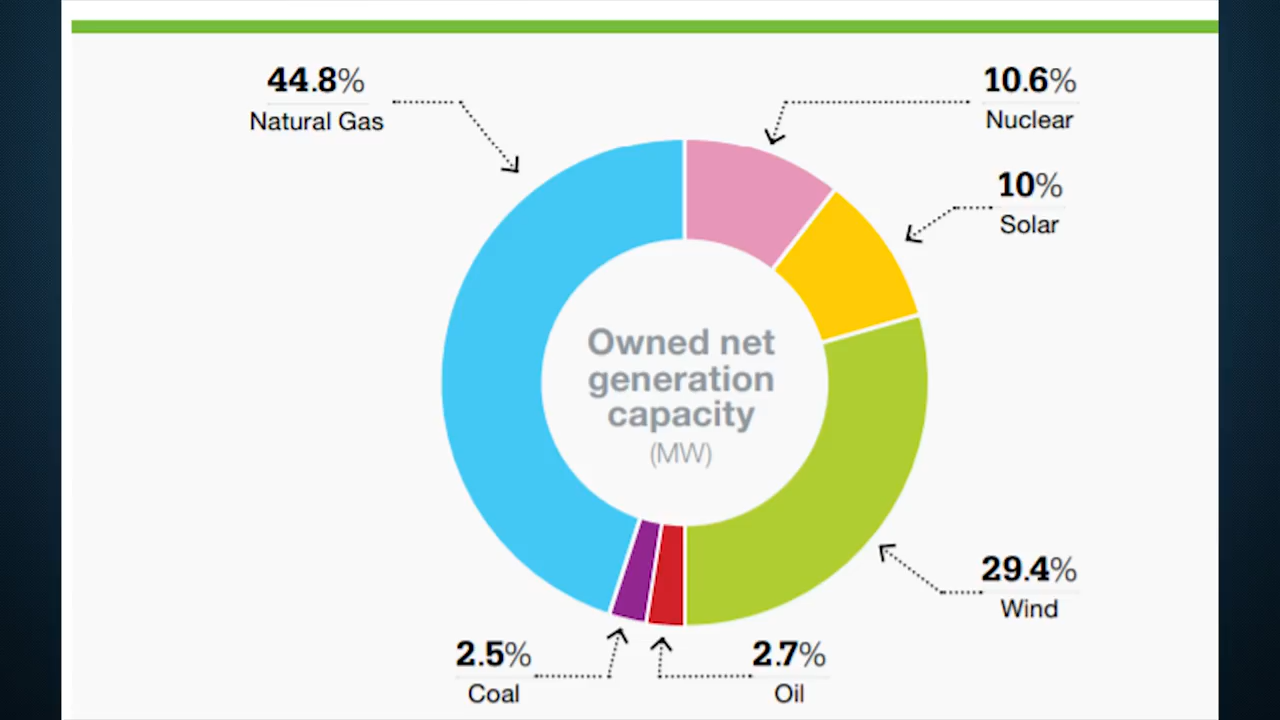 44.8%
Natural Gas
10.6%
Nuclear
10%
Solar
Owned net
generation
capacity
(MW)
29.4%
Wind
2.5%
Coal
2.7%
Oil